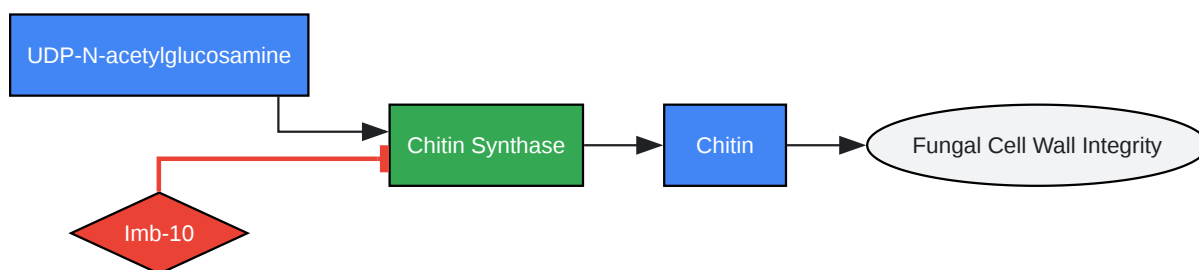 UDP-N-acetylglucosamine
Chitin Synthase
Chitin
Fungal Cell Wall Integrity
Imb-10